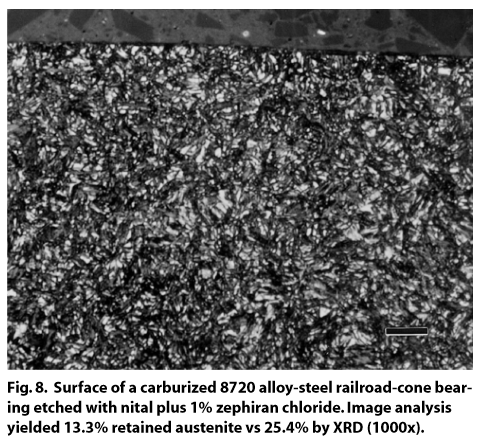 Fig. 8. Surface of a carburized 8720 alloy-steel railroad-cone bear-
ing etched with nital plus 1% zephiran chloride. Image analysis
yielded 13.3% retained austenite vs 25.4% by XRD (1000x).